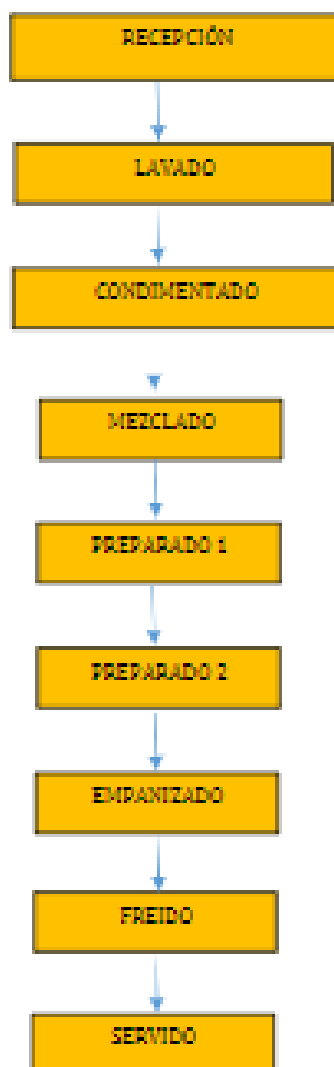 RECEPCIÓN
LAVADO
CONDIMENTADO
MEZCLADO
PREPARADO 1
PREPARADO 2
EMPANIZADO
FREIDO
SERVIDO